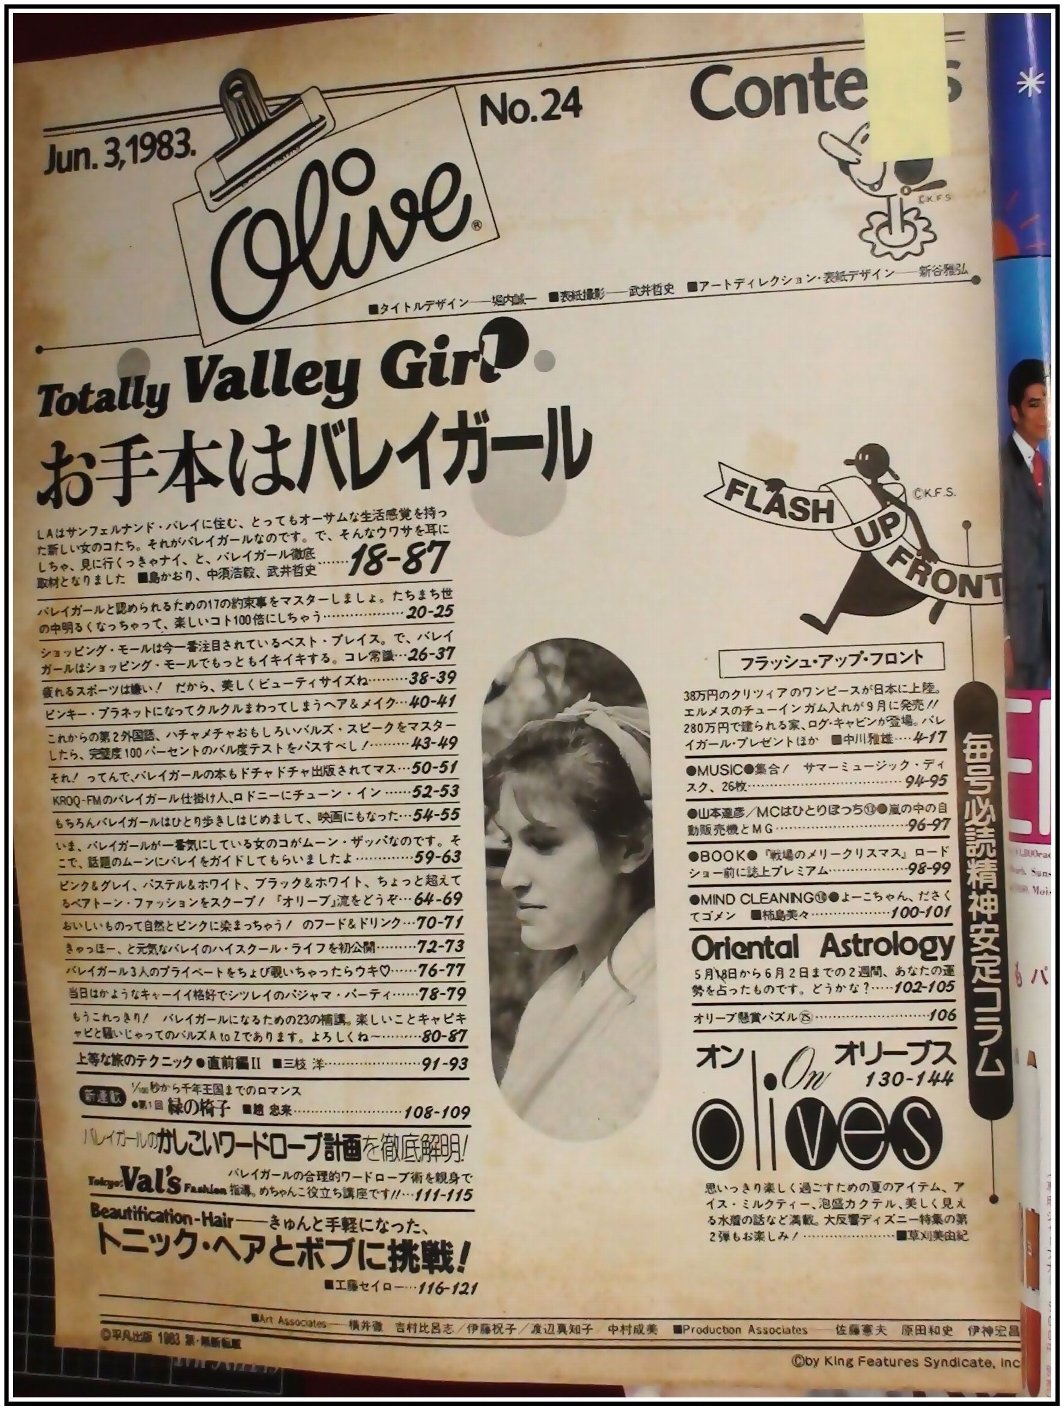 Jun. 3, 1983.
Olive®
No.24
Conte s
©K.F.S
■タイトルデザイン──堀内誠一 ■表紙撮影──武井哲史 ■アートディレクション・表紙デザイン──新谷雅弘
Totally Valley Girl
お手本はバレイガール
LAはサンフェルナンド・バレイに住む、とってもオーサムな生活感覚を持っ
た新しい女のコたち。それがバレイガールなのです。で、そんなウワサを耳に
しちゃ、見に行くっきゃナイ、と、バレイガール徹底
取材となりました ■島かおり、中須浩毅、武井哲史……18-87
バレイガールと認められるための17の約束事をマスターしましょ。たちまち世
の中明るくなっちゃって、楽しいコト100倍にしちゃう……………20-25
ショッピング・モールは今一番注目されているベスト・プレイス。で、バレイ
ガールはショッピング・モールでもっともイキイキする。コレ常識…26-37
疲れるスポーツは嫌い! だから、美しくビューティサイズね………38-39
ピンキー・プラネットになってクルクルまわってしまうヘア&メイク…40-41
これからの第2外国語、ハチャメチャおもしろいバルズ・スピークをマスター
したら、完璧度100パーセントのバル度テストをパスすべし!………43-49
それ! ってんで、バレイガールの本もドチャドチャ出版されてマス…50-51
KROQ-FMのバレイガール仕掛け人、ロドニーにチューン・イン……52-53
もちろんバレイガールはひとり歩きしはじめまして、映画にもなった…54-55
いま、バレイガールが一番気にしている女のコがムーン・ザッパなのです。そ
こで、話題のムーンにバレイをガイドしてもらいましたよ…………59-63
ピンク&グレイ、パステル&ホワイト、ブラック&ホワイト、ちょっと超えて
るペアトーン・ファッションをスクープ! 『オリーブ』流をどうぞ…64-69
おいしいものって自然とピンクに染まっちゃう! のフード&ドリンク…70-71
きゃっほー、と元気なバレイのハイスクール・ライフを初公開………72-73
バレイガール3人のプライベートをちょび覗いちゃったらウキ♡……76-77
当日はかようなキャーイイ格好でシツレイのパジャマ・パーティ……78-79
もうこれっきり! バレイガールになるための23の補講。楽しいことキャピキ
ャピと騒いじゃってのバルズA to Zであります。よろしくね〜………80-87
上等な旅のテクニック●直前編II ■三枝 洋………………91-93
新連載 1/100秒から千年王国までのロマンス
●第1回 緑の椅子 ■趙 忠来…………………108-109
バレイガールのかしこいワードローブ計画を徹底解明!
Tokyo: Val's Fashion バレイガールの合理的ワードローブ術を親身で
指導。めちゃんこ役立ち講座です!!…111-115
Beautification-Hair──きゅんと手軽になった、
トニック・ヘアとボブに挑戦!
■工藤セイロー…116-121
FLASH UP FRONT
©K.F.S.
フラッシュ・アップ・フロント
38万円のクリツィアのワンピースが日本に上陸。
エルメスのチューインガム入れが9月に発売!!
280万円で建られる家、ログ・キャビンが登場。バレ
イガール・プレゼントほか ■中川雅雄……4-17
●MUSIC●集合! サマーミュージック・ディ
スク、26枚……………………………94-95
●山本達彦/MCはひとりぼっち⑬●嵐の中の自
動販売機とMG……………………96-97
●BOOK●『戦場のメリークリスマス』ロード
ショー前に誌上プレミアム……………98-99
●MIND CLEANING⑱●よーこちゃん、ださく
てゴメン ■柿島美々…………100-101
Oriental Astrology
5月18日から6月2日までの2週間、あなたの運
勢を占ったものです。どうかな?……102-105
オリーブ懸賞パズル㉕…………………106
オン オリーブス
On olives
130-144
思いっきり楽しく過ごすための夏のアイテム、ア
イス・ミルクティー、泡盛カクテル、美しく見え
る水着の話など満載。大反響ディズニー特集の第
2弾もお楽しみ!…………………■草刈美由紀
毎号必読精神安定コラム
■Art Associates──横井徹 吉村比呂志/伊藤祝子/渡辺真知子 中村成美 ■Production Associates──佐藤憲夫 原田和史 伊神宏昌
©平凡出版 1983 禁・無断転載
©by King Features Syndicate, Inc